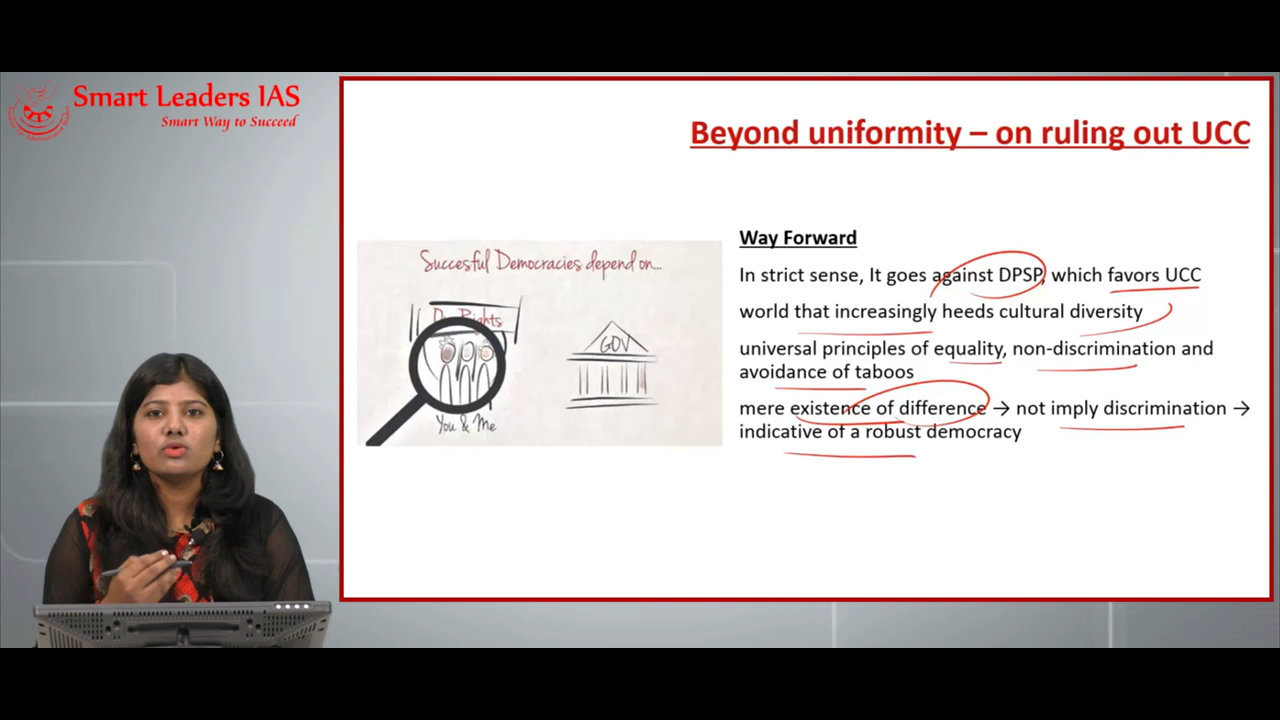 Smart Leaders IAS
Smart Way to Succeed
Beyond uniformity – on ruling out UCC
Succesful Democracies depend on...
Rights
GOV
You & Me
Way Forward
In strict sense, It goes against DPSP, which favors UCC
world that increasingly heeds cultural diversity
universal principles of equality, non-discrimination and
avoidance of taboos
mere existence of difference → not imply discrimination →
indicative of a robust democracy